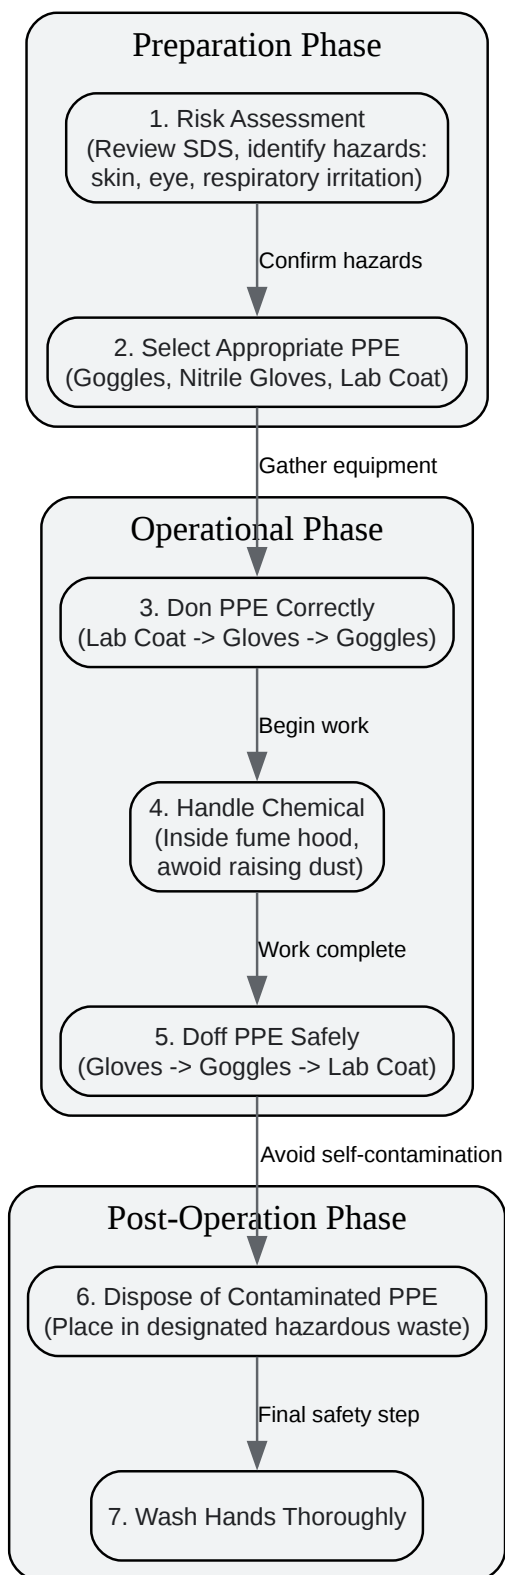 Preparation Phase
1. Risk Assessment
(Review SDS, identify hazards:
skin, eye, respiratory irritation)
Confirm hazards
2. Select Appropriate PPE
(Goggles, Nitrile Gloves, Lab Coat)
Gather equipment
Operational Phase
3. Don PPE Correctly
(Lab Coat -> Gloves -> Goggles)
Begin work
4. Handle Chemical
(Inside fume hood,
awoid raising dust)
Work complete
5. Doff PPE Safely
(Gloves -> Goggles -> Lab Coat)
Avoid self-contamination
Post-Operation Phase
6. Dispose of Contaminated PPE
(Place in designated hazardous waste)
Final safety step
7. Wash Hands Thoroughly